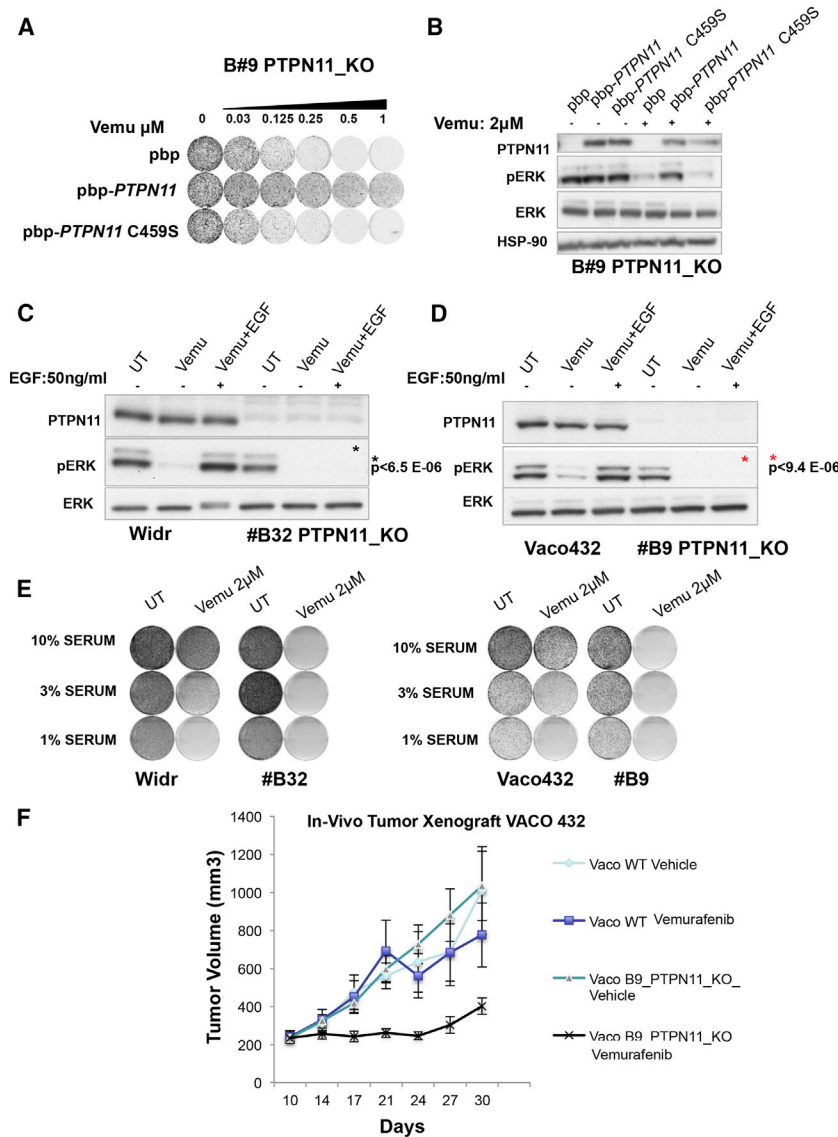 A
B#9 PTPN11_KO
Vemu µM
0 0.03 0.125 0.25 0.5 1
pbp
pbp-PTPN11
pbp-PTPN11 C459S
B
pbp
pbp-PTPN11
pbp-PTPN11 C459S
pbp
pbp-PTPN11
pbp-PTPN11 C459S
Vemu: 2µM - - - + + +
PTPN11
pERK
ERK
HSP-90
B#9 PTPN11_KO
C
UT Vemu Vemu+EGF UT Vemu Vemu+EGF
EGF:50ng/ml - - + - - +
PTPN11
pERK
*
*
p<6.5 E-06
ERK
Widr #B32 PTPN11_KO
D
UT Vemu Vemu+EGF UT Vemu Vemu+EGF
EGF:50ng/ml - - + - - +
PTPN11
pERK
*
*
p<9.4 E-06
ERK
Vaco432 #B9 PTPN11_KO
E
UT Vemu 2µM UT Vemu 2µM
10% SERUM
3% SERUM
1% SERUM
Widr #B32
UT Vemu 2µM UT Vemu 2µM
10% SERUM
3% SERUM
1% SERUM
Vaco432 #B9
F
In-Vivo Tumor Xenograft VACO 432
Tumor Volume (mm3)
1400
1200
1000
800
600
400
200
0
10 14 17 21 24 27 30
Days
Vaco WT Vehicle
Vaco WT Vemurafenib
Vaco B9_PTPN11_KO_
Vehicle
Vaco B9_PTPN11_KO
Vemurafenib